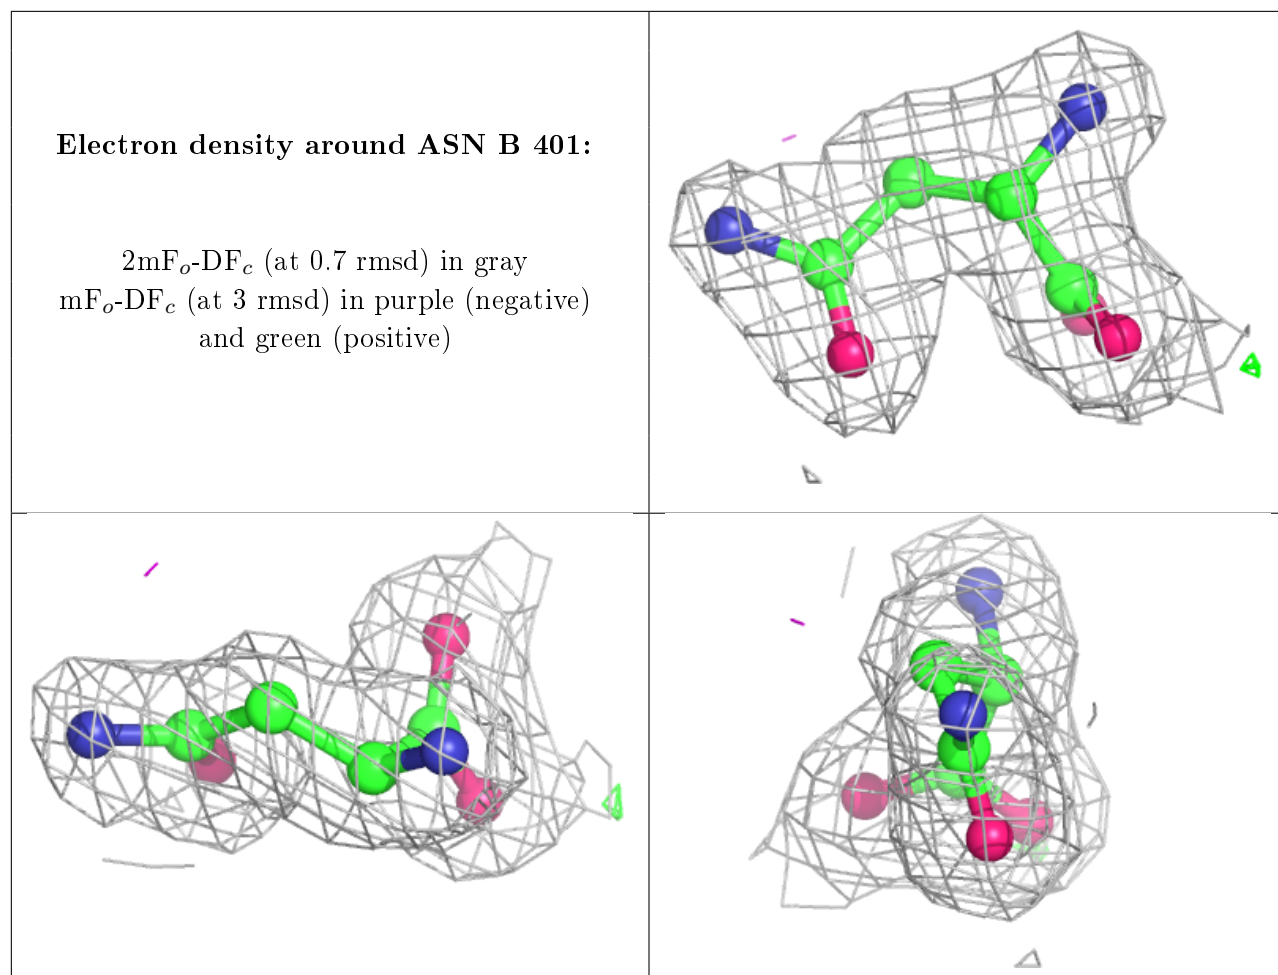 Electron density around ASN B 401:
2mFo-DFc (at 0.7 rmsd) in gray
mFo-DFc (at 3 rmsd) in purple (negative)
and green (positive)